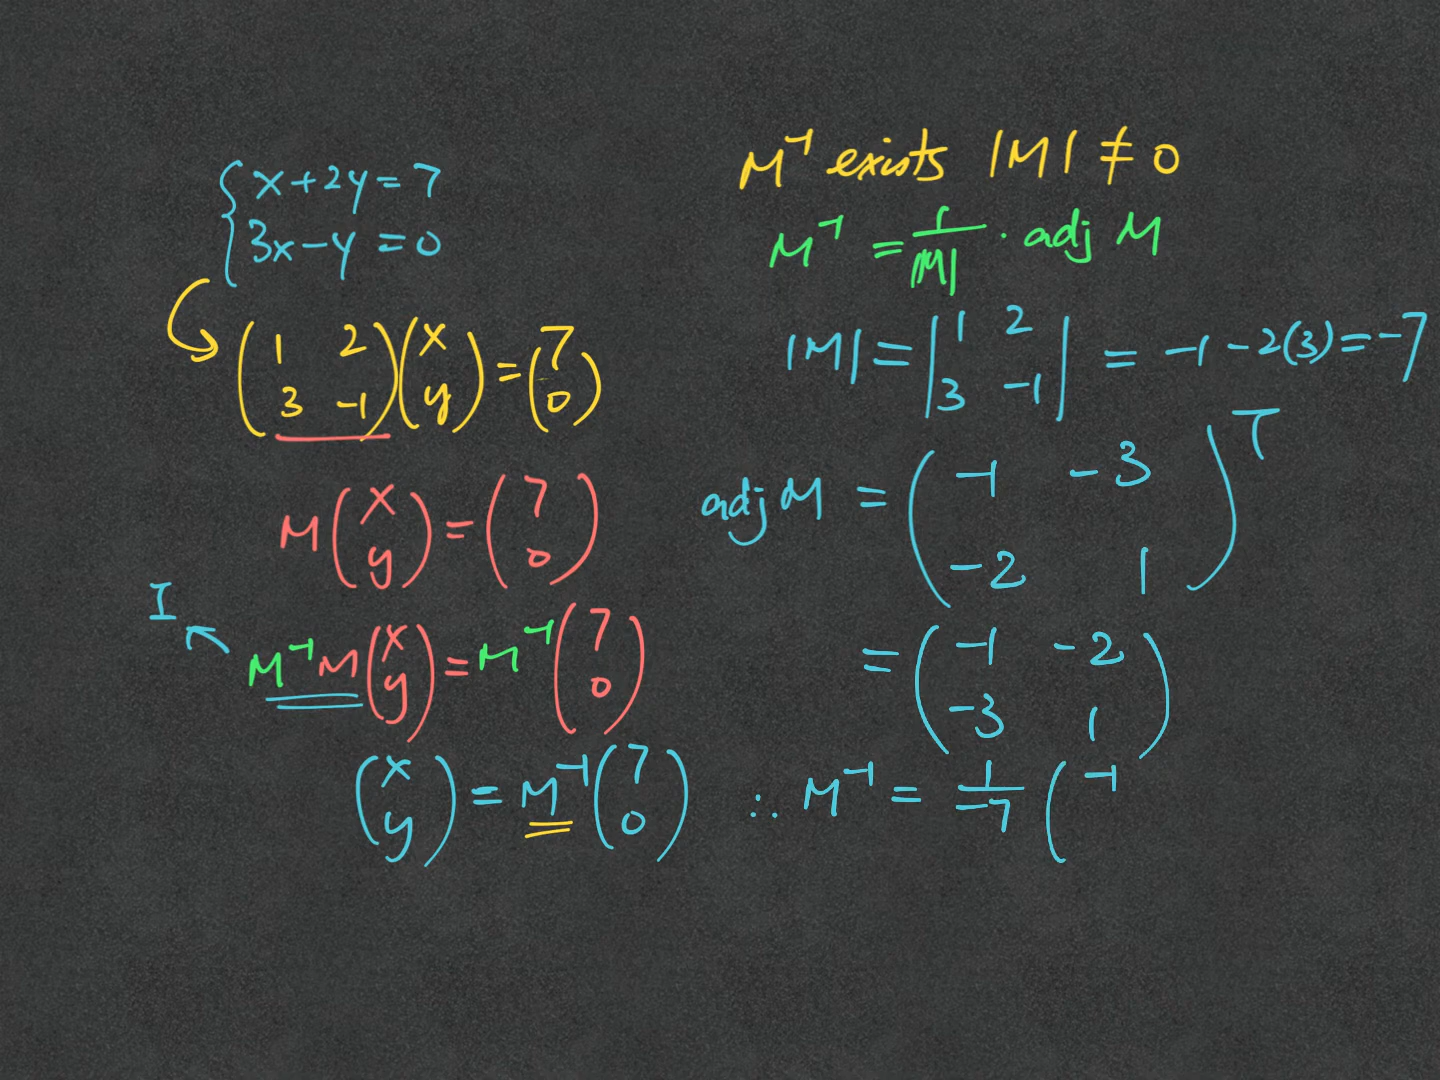 {x+2y=7
3x-y=0
(1 2
3 -1)(x
y)=(7
0)
M(x
y)=(7
0)
I
M⁻¹M(x
y)=M⁻¹(7
0)
(x
y)=M⁻¹(7
0)
M⁻¹ exists |M| ≠ 0
M⁻¹ = 1/|M| · adj M
|M| = |1 2
3 -1| = -1 - 2(3) = -7
adj M = (-1 -3
-2 1)ᵀ
= (-1 -2
-3 1)
∴ M⁻¹ = 1/-7 (-1